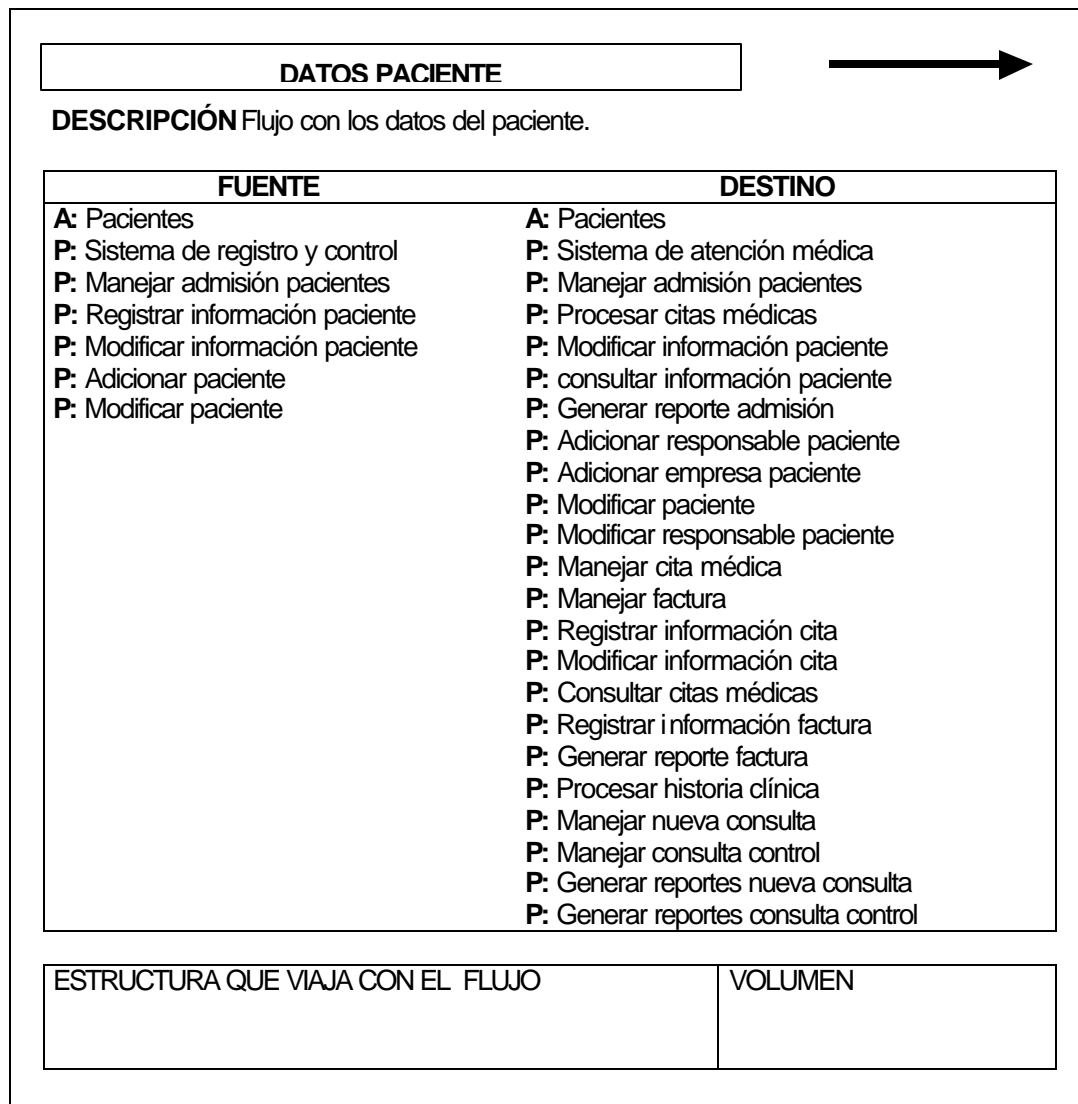 DATOS PACIENTE
DESCRIPCIÓN Flujo con los datos del paciente.
FUENTE
A: Pacientes
P: Sistema de registro y control
P: Manejar admisión pacientes
P: Registrar información paciente
P: Modificar información paciente
P: Adicionar paciente
P: Modificar paciente
DESTINO
A: Pacientes
P: Sistema de atención médica
P: Manejar admisión pacientes
P: Procesar citas médicas
P: Modificar información paciente
P: consultar información paciente
P: Generar reporte admisión
P: Adicionar responsable paciente
P: Adicionar empresa paciente
P: Modificar paciente
P: Modificar responsable paciente
P: Manejar cita médica
P: Manejar factura
P: Registrar información cita
P: Modificar información cita
P: Consultar citas médicas
P: Registrar información factura
P: Generar reporte factura
P: Procesar historia clínica
P: Manejar nueva consulta
P: Manejar consulta control
P: Generar reportes nueva consulta
P: Generar reportes consulta control
ESTRUCTURA QUE VIAJA CON EL FLUJO
VOLUMEN